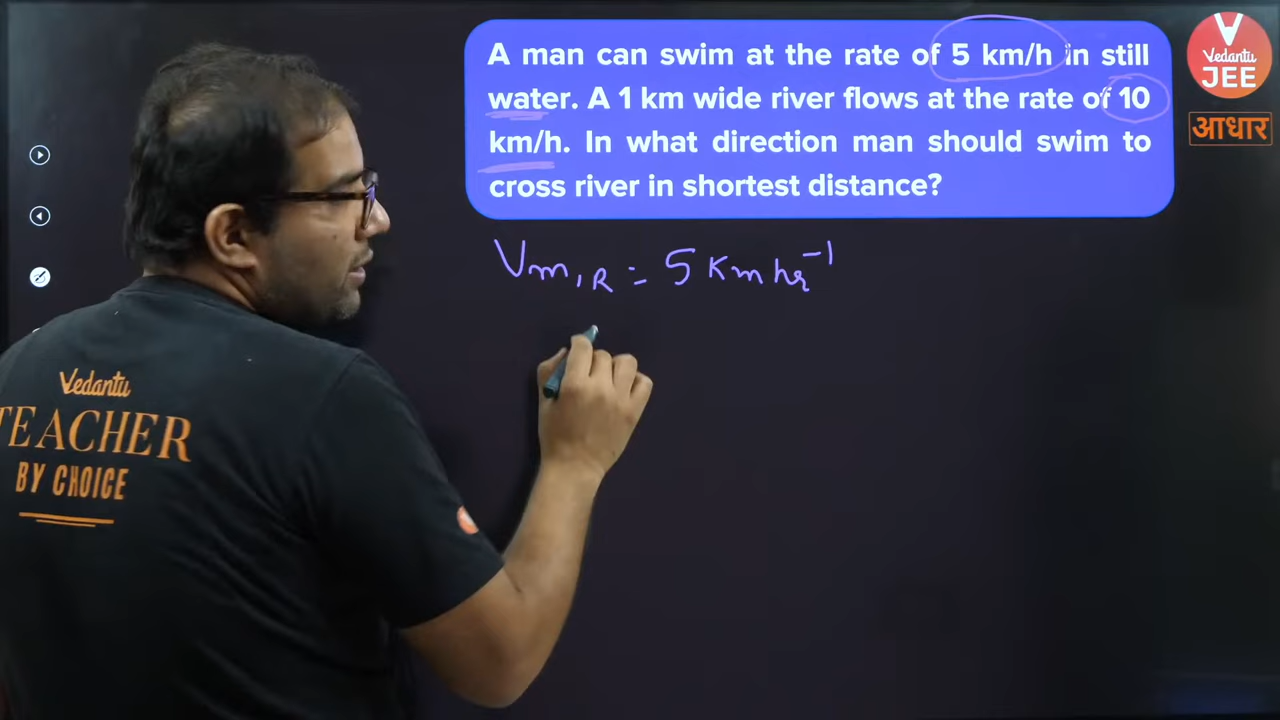 A man can swim at the rate of 5 km/h in still
water. A 1 km wide river flows at the rate of 10
km/h. In what direction man should swim to
cross river in shortest distance?
V
Vedantu
JEE
आधार
Vm,R = 5 Km hr⁻¹
Vedantu
TEACHER
BY CHOICE